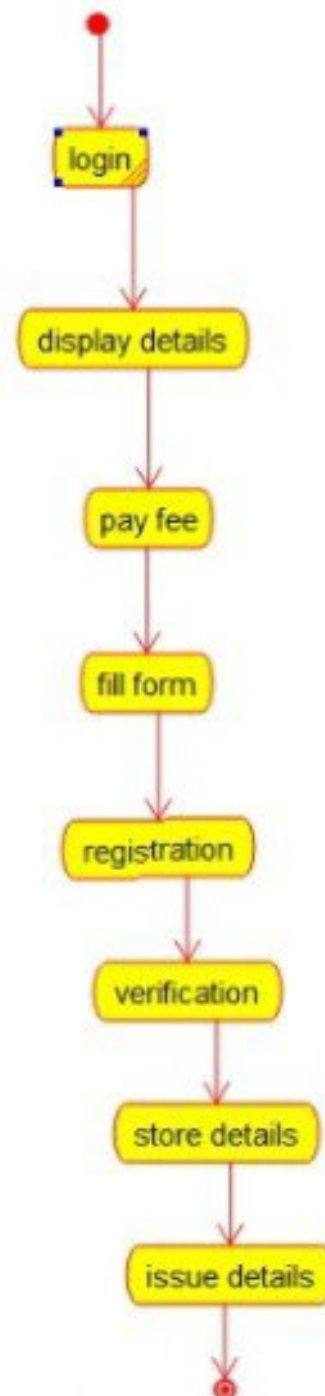 login
display details
pay fee
fill form
registration
verification
store details
issue details